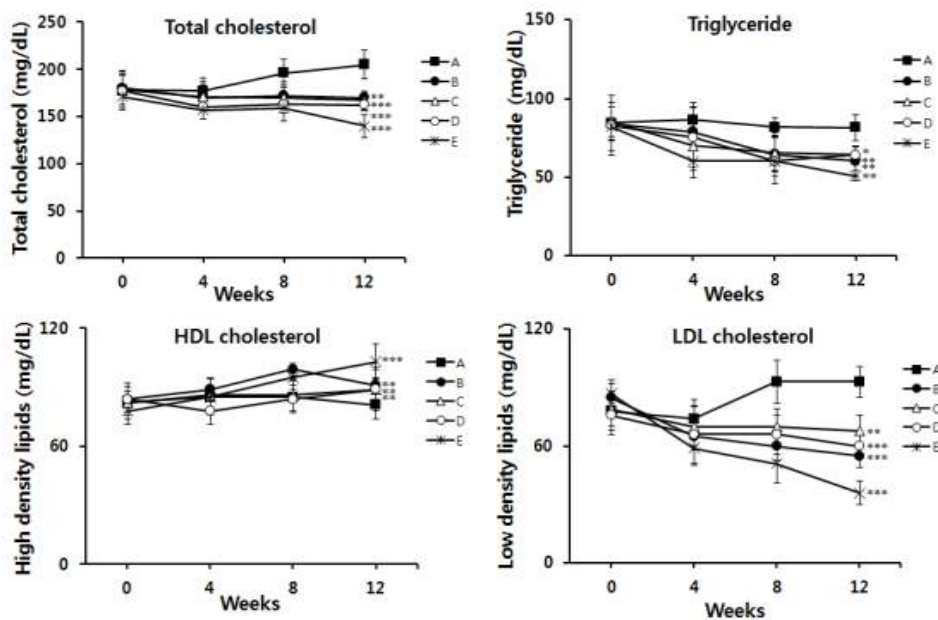 Total cholesterol
Total cholesterol (mg/dL)
250
200
150
100
50
0
0 4 8 12
Weeks
A
B
C
D
E
**
***
***
***
Triglyceride
Triglyceride (mg/dL)
150
100
50
0
0 4 8 12
Weeks
A
B
C
D
E
*
**
**
**
HDL cholesterol
High density lipids (mg/dL)
120
60
0
0 4 8 12
Weeks
A
B
C
D
E
***
**
**
**
LDL cholesterol
Low density lipids (mg/dL)
120
60
0
0 4 8 12
Weeks
A
B
C
D
E
**
***
***
***